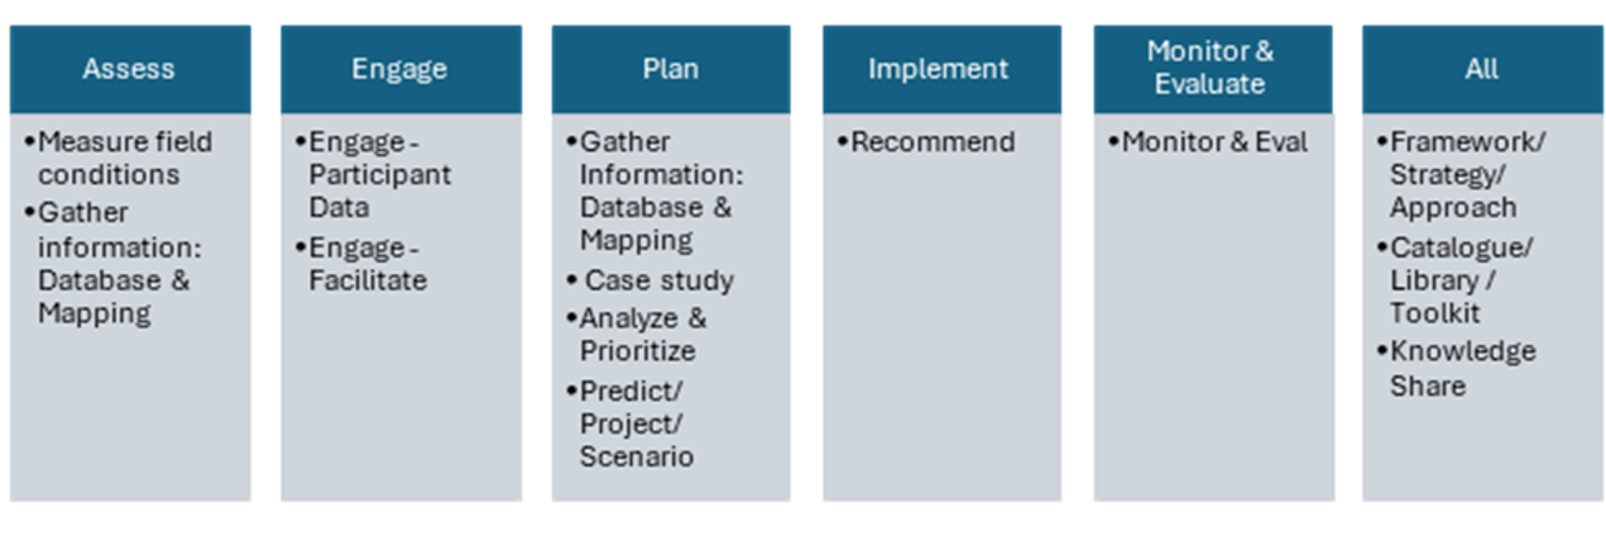 Assess
•Measure field
conditions
•Gather
information:
Database &
Mapping
Engage
•Engage-
Participant
Data
•Engage-
Facilitate
Plan
•Gather
Information:
Database &
Mapping
• Case study
•Analyze &
Prioritize
•Predict/
Project/
Scenario
Implement
•Recommend
Monitor &
Evaluate
•Monitor & Eval
All
•Framework/
Strategy/
Approach
•Catalogue/
Library /
Toolkit
•Knowledge
Share